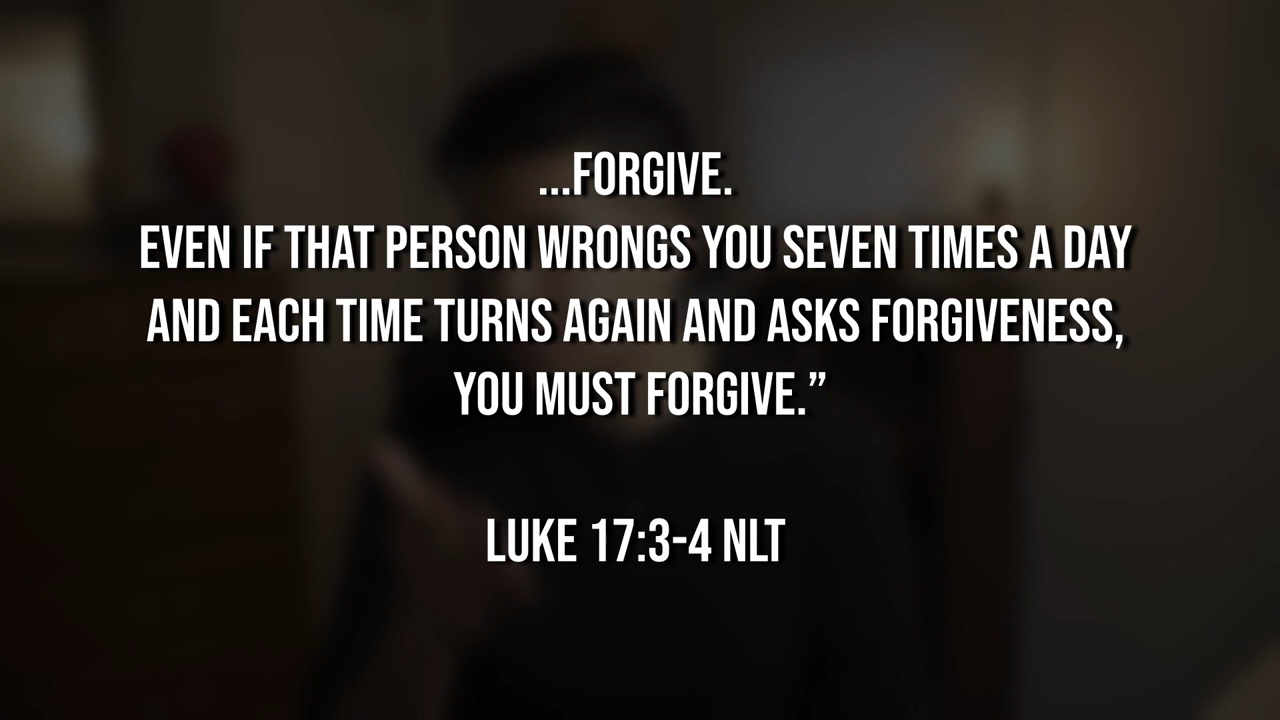 ...FORGIVE.
EVEN IF THAT PERSON WRONGS YOU SEVEN TIMES A DAY
AND EACH TIME TURNS AGAIN AND ASKS FORGIVENESS,
YOU MUST FORGIVE.”
LUKE 17:3-4 NLT